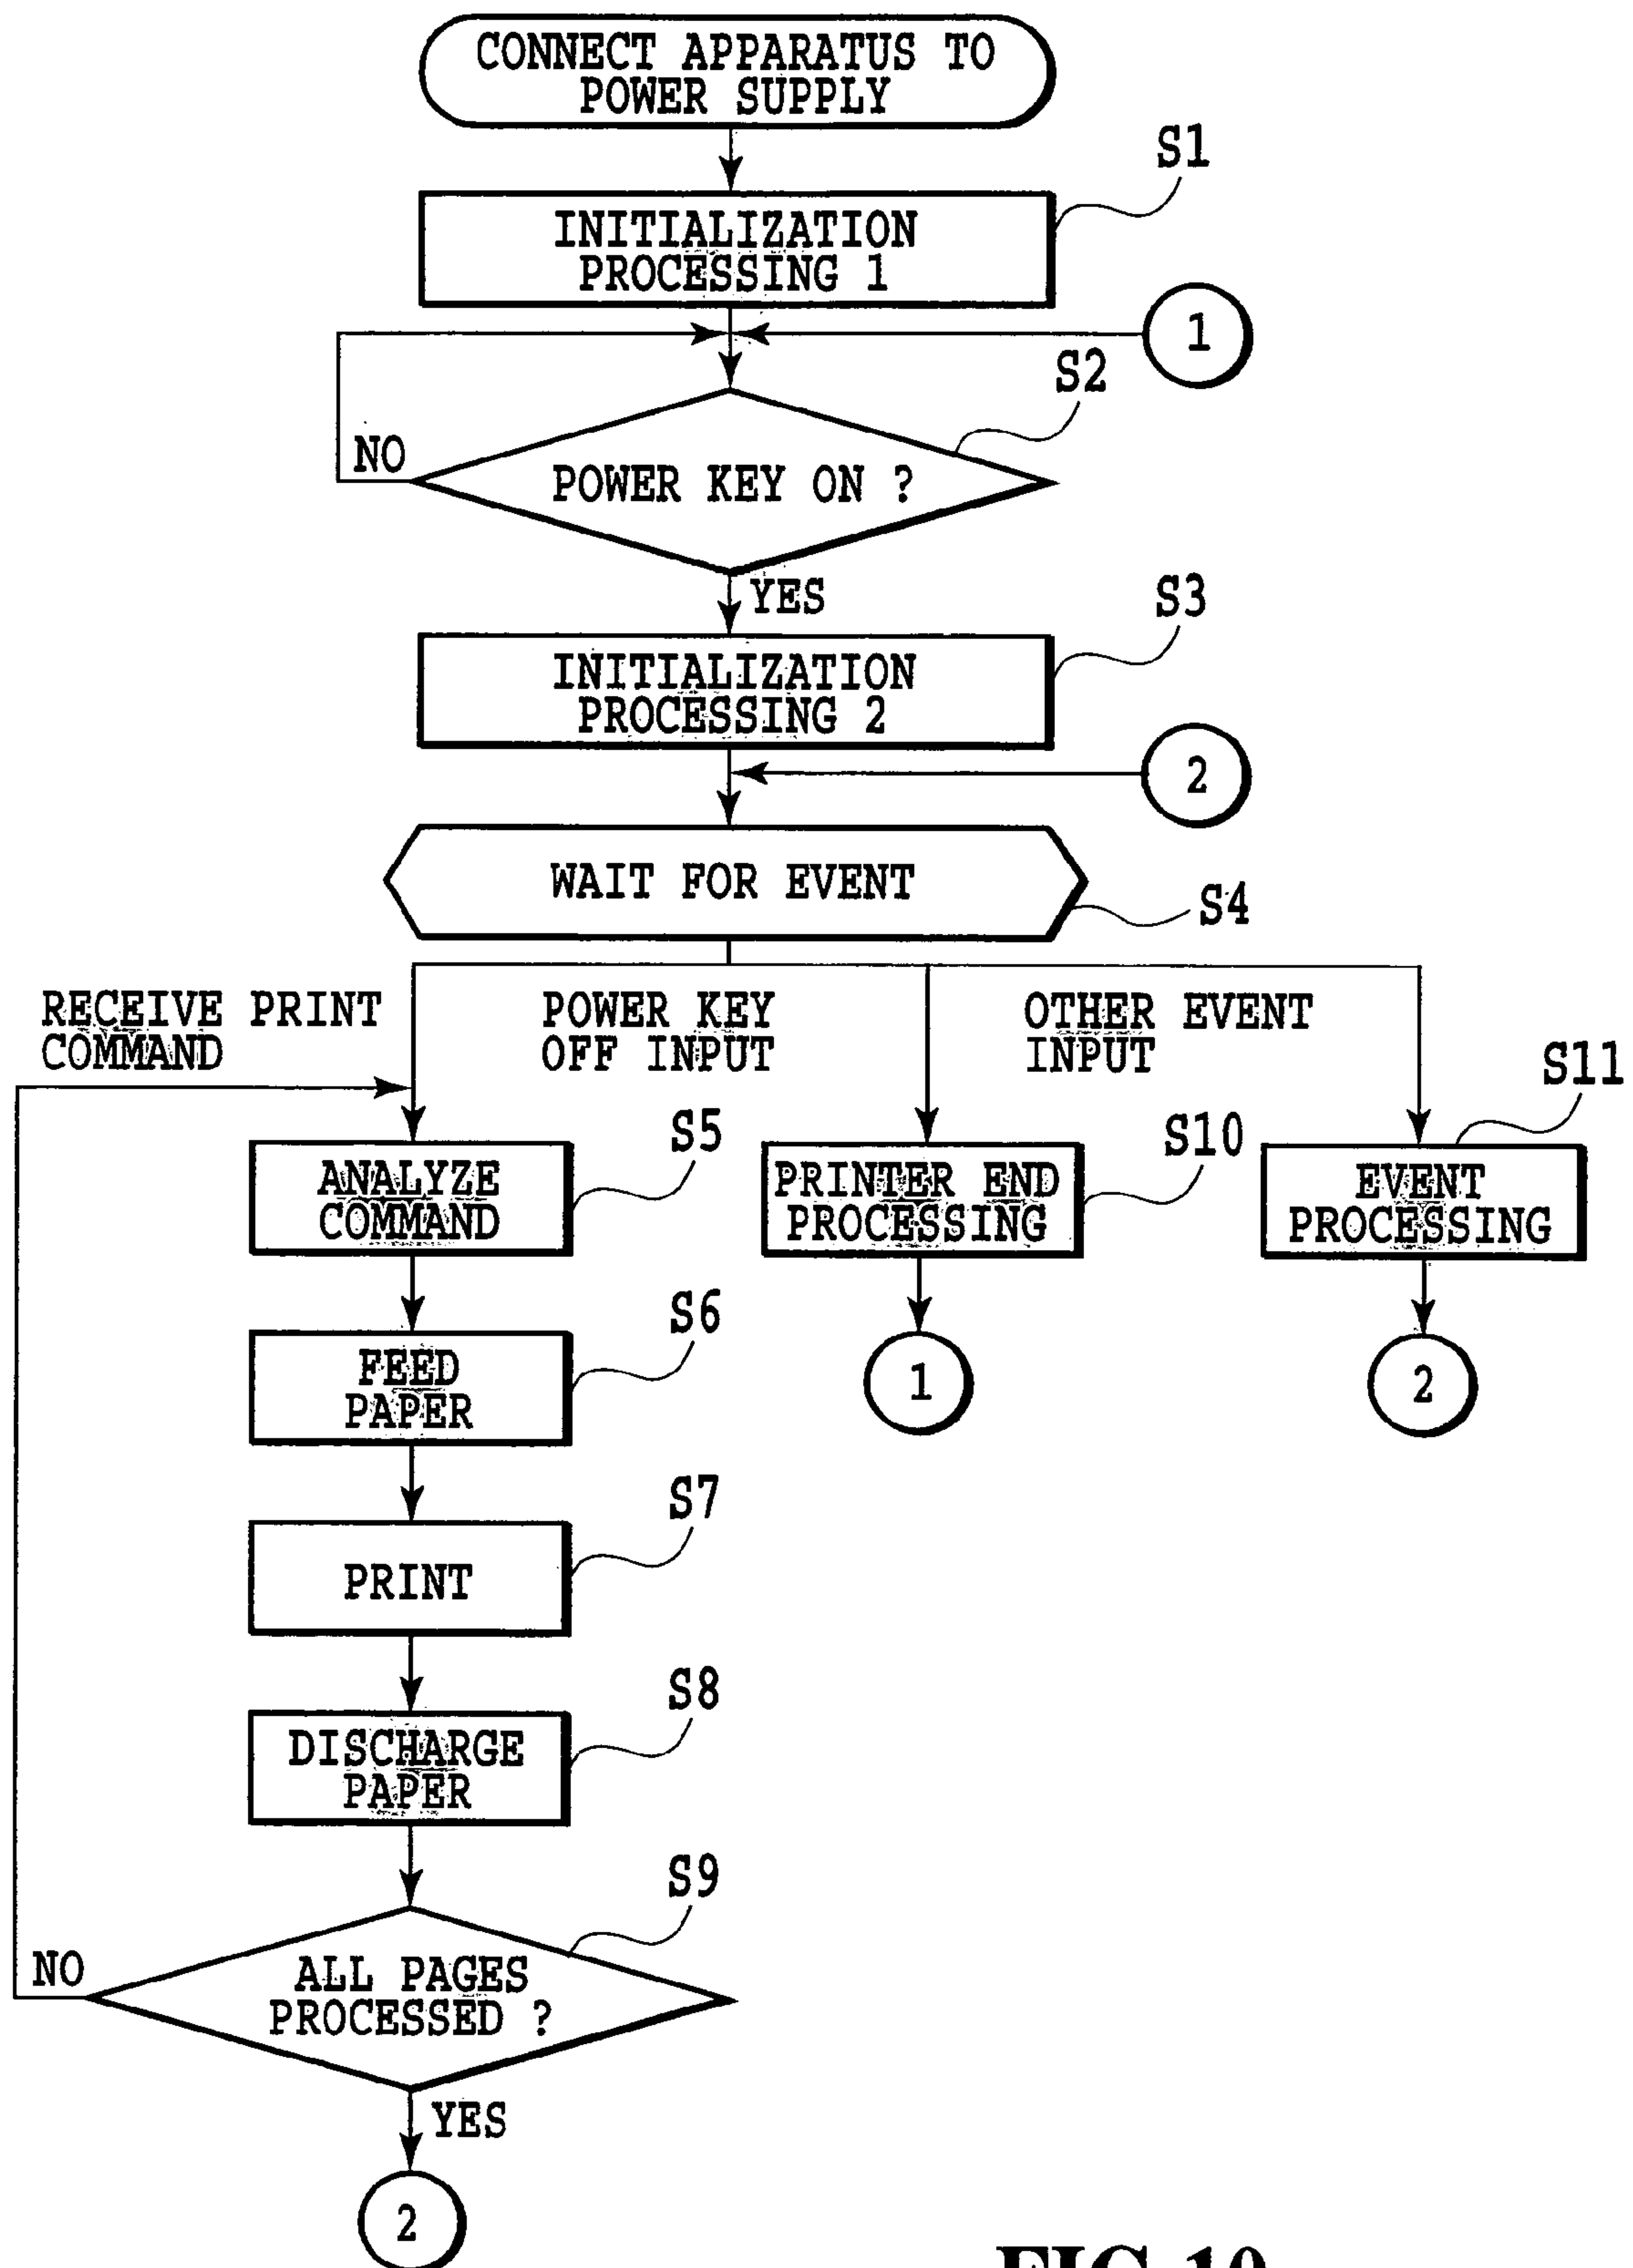 CONNECT APPARATUS TO
POWER SUPPLY
S1
INITIALIZATION
PROCESSING 1
1
S2
NO
POWER KEY ON ?
YES
S3
INITIALIZATION
PROCESSING 2
2
WAIT FOR EVENT
S4
RECEIVE PRINT
COMMAND
POWER KEY
OFF INPUT
OTHER EVENT
INPUT
S5
ANALYZE
COMMAND
S10
PRINTER END
PROCESSING
S11
EVENT
PROCESSING
S6
FEED
PAPER
1
2
S7
PRINT
S8
DISCHARGE
PAPER
S9
NO
ALL PAGES
PROCESSED ?
YES
2